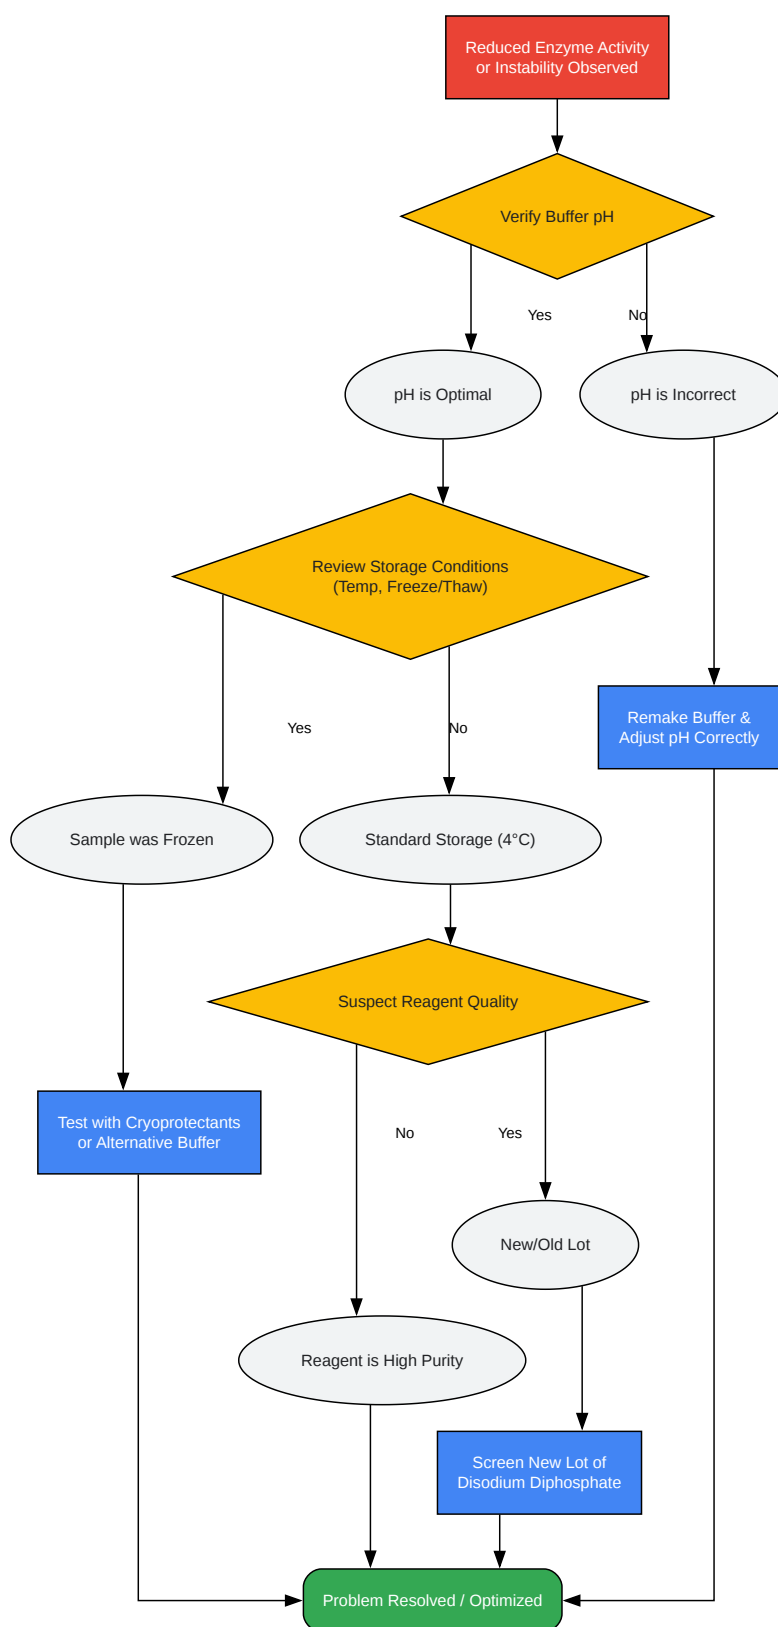 Reduced Enzyme Activity
or Instability Observed
Verify Buffer pH
Yes
No
pH is Optimal
pH is Incorrect
Review Storage Conditions
(Temp, Freeze/Thaw)
Remake Buffer &
Adjust pH Correctly
Yes
No
Sample was Frozen
Standard Storage (4°C)
Suspect Reagent Quality
Test with Cryoprotectants
or Alternative Buffer
No
Yes
New/Old Lot
Reagent is High Purity
Screen New Lot of
Disodium Diphosphate
Problem Resolved / Optimized